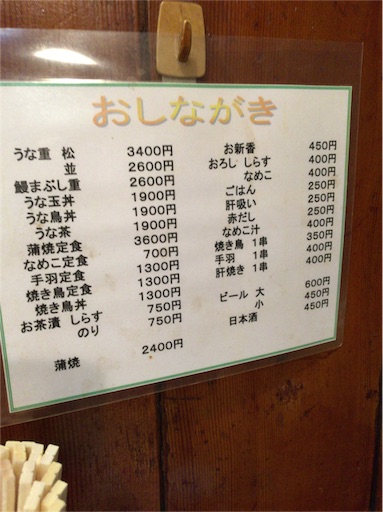 おしながき
うな重 松 3400円
並 2600円
鰻まぶし重 2600円
うな玉丼 1900円
うな鳥丼 1900円
うな茶 1900円
蒲焼定食 3600円
なめこ定食 700円
手羽定食 1300円
焼き鳥定食 1300円
焼き鳥丼 1300円
お茶漬 しらす 750円
のり 750円
蒲焼 2400円
お新香 450円
おろし しらす 400円
なめこ 400円
ごはん 250円
肝吸い 250円
赤だし 250円
なめこ汁 400円
焼き鳥 1串 350円
手羽 1串 400円
肝焼き 1串 400円
ビール 大 600円
小 450円
日本酒 450円